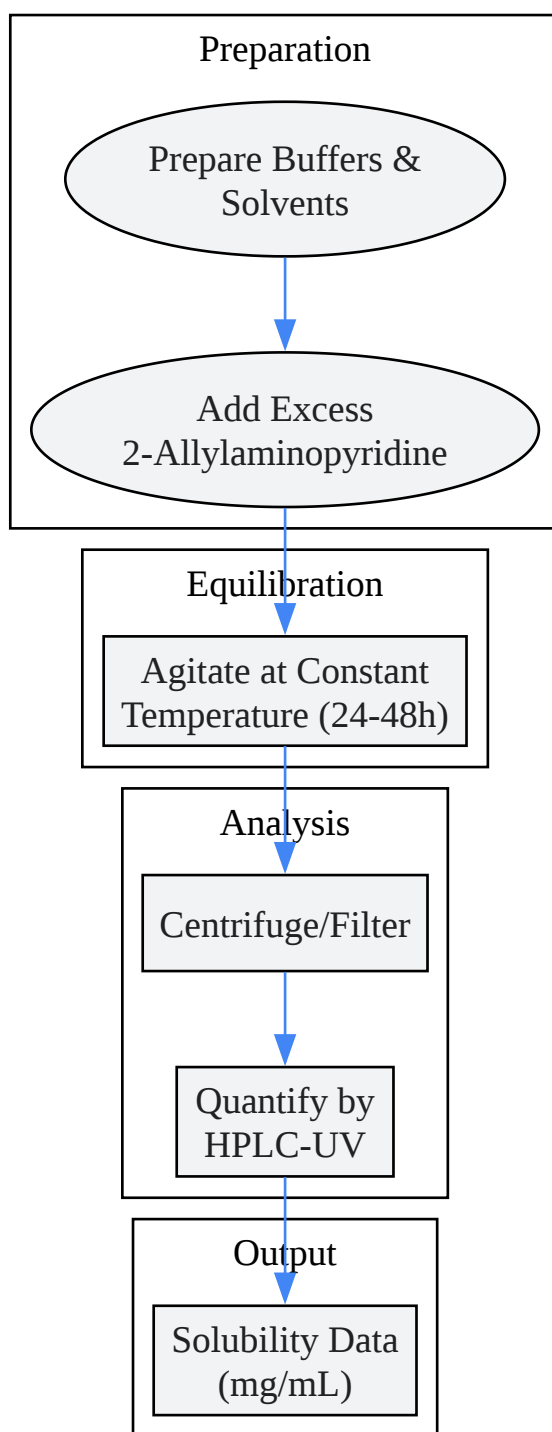 Preparation
Prepare Buffers &
Solvents
Add Excess
2-Allylaminopyridine
Equilibration
Agitate at Constant
Temperature (24-48h)
Analysis
Centrifuge/Filter
Quantify by
HPLC-UV
Output
Solubility Data
(mg/mL)